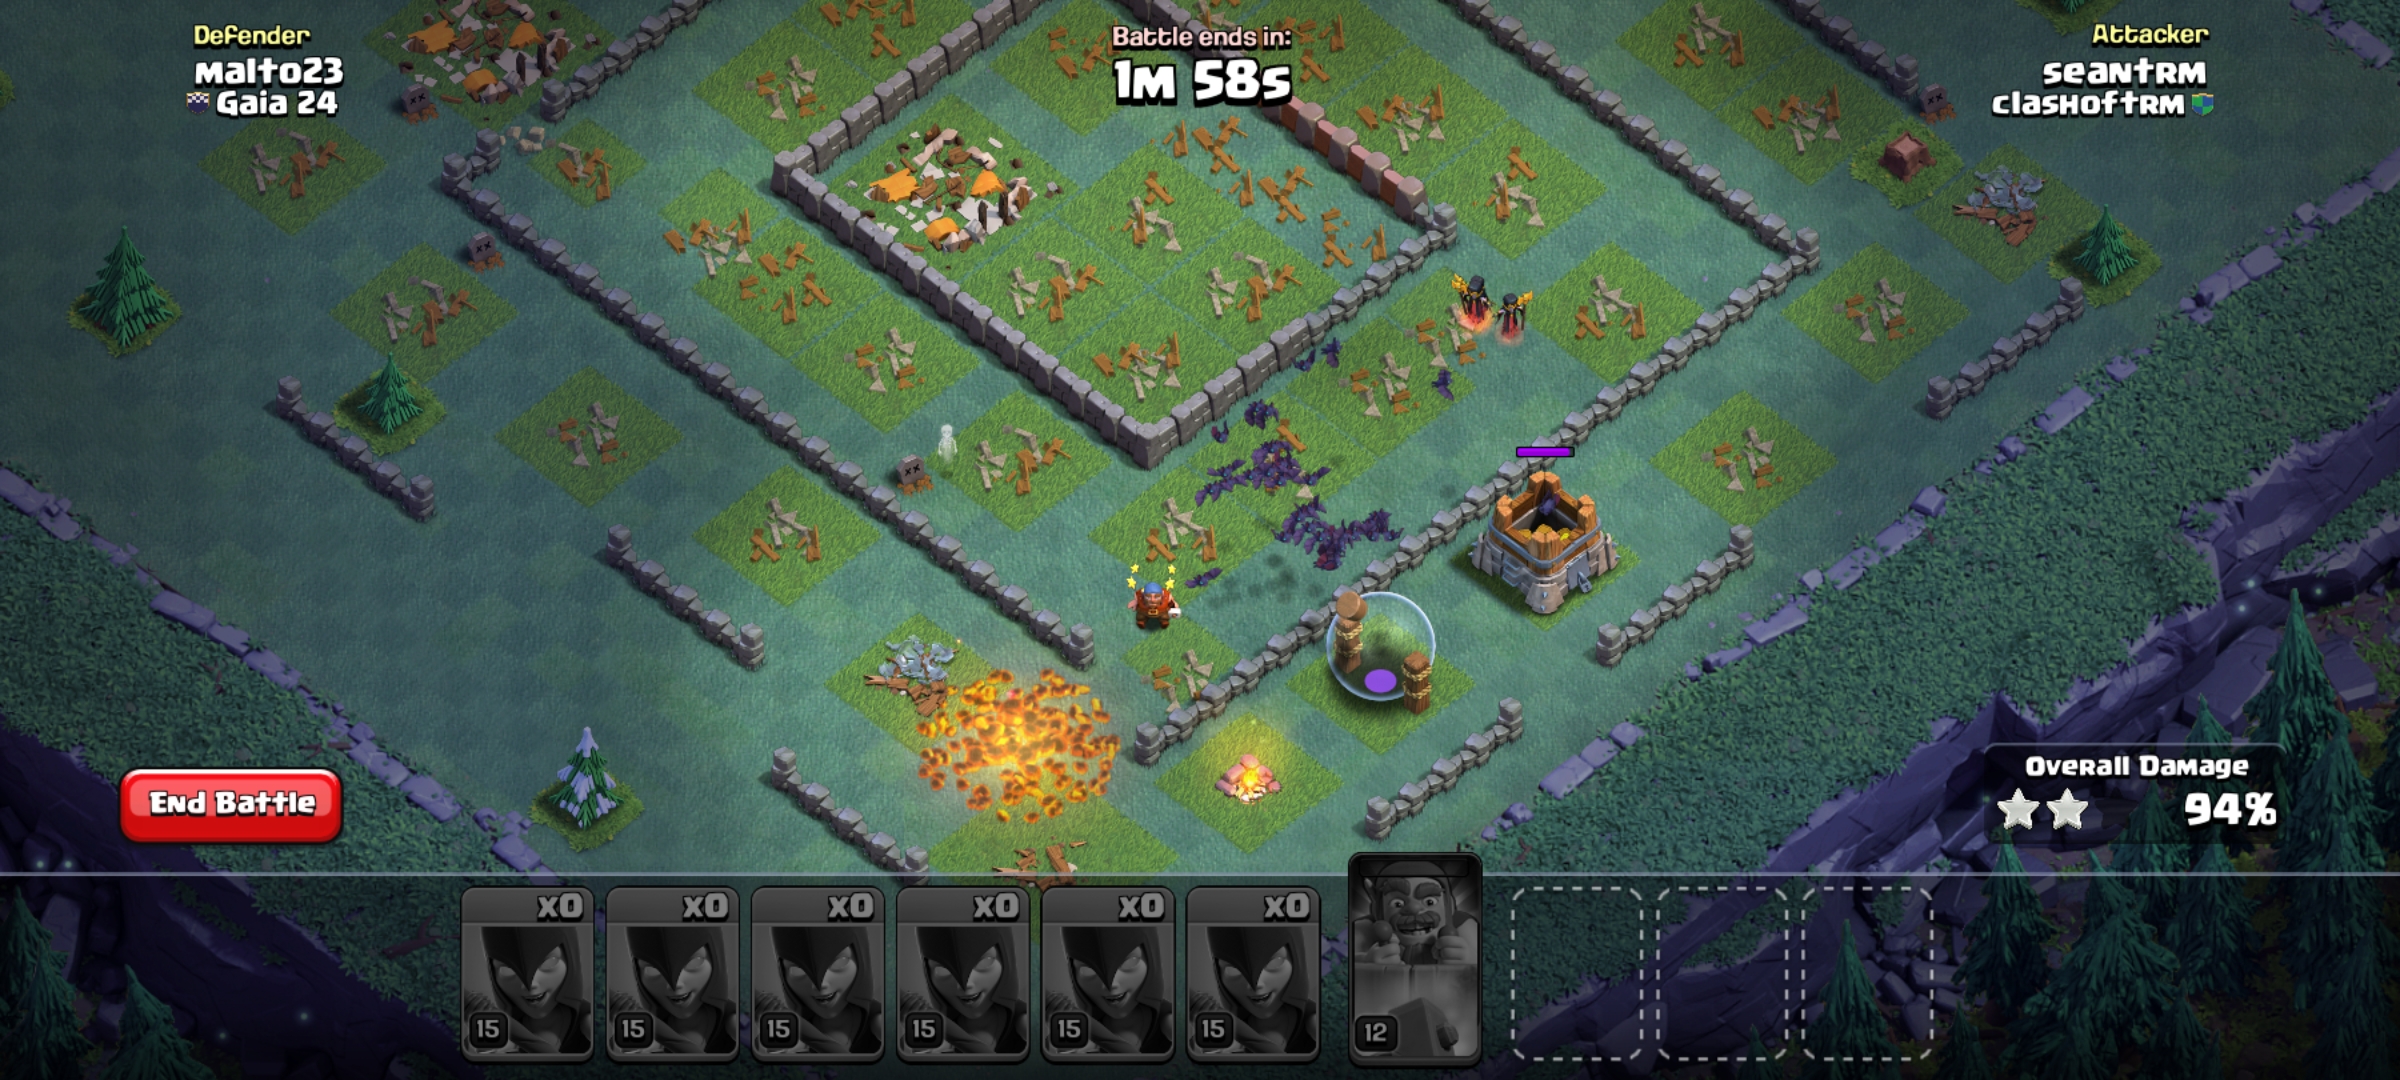 Defender
malto23
Gaia 24
Battle ends in:
1M 58s
Attacker
seantRM
clashoftRM
End Battle
Overall Damage
94%
x0
x0
x0
x0
x0
x0
15
15
15
15
15
15
12